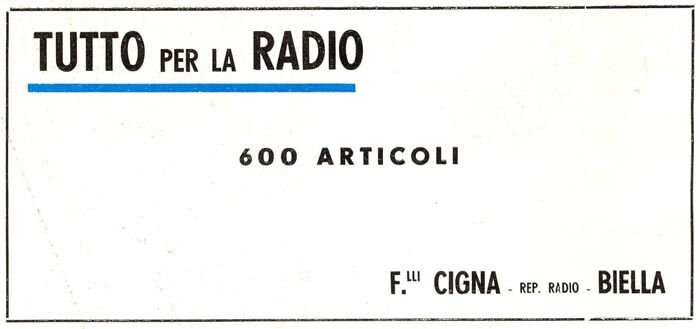 TUTTO PER LA RADIO
600 ARTICOLI
F.LLI CIGNA - REP. RADIO - BIELLA